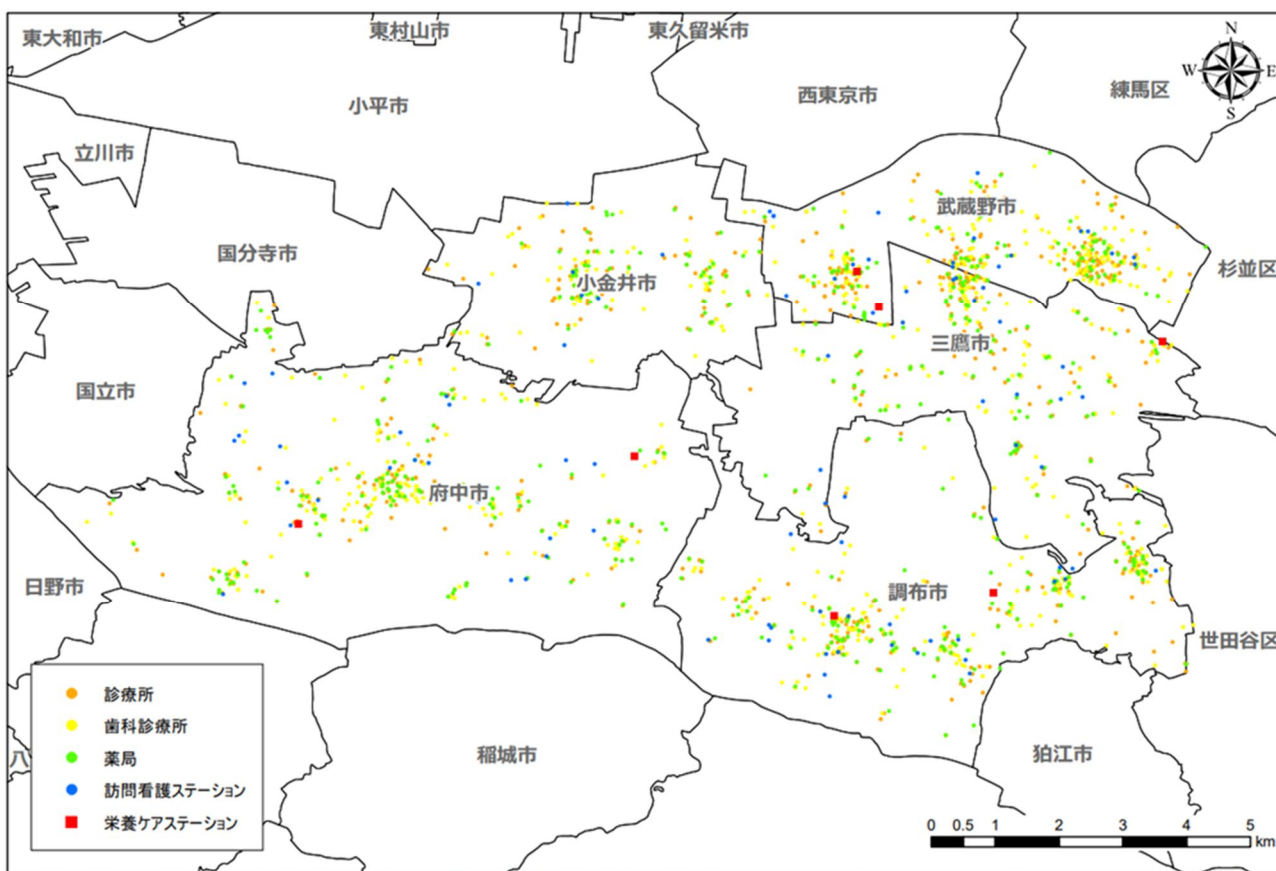 東大和市
東村山市
東久留米市
N
W
E
S
小平市
西東京市
練馬区
立川市
武蔵野市
国分寺市
小金井市
杉並区
三鷹市
国立市
府中市
日野市
調布市
世田谷区
診療所
歯科診療所
薬局
訪問看護ステーション
栄養ケアステーション
八
稲城市
狛江市
0 0.5 1 2 3 4 5
km